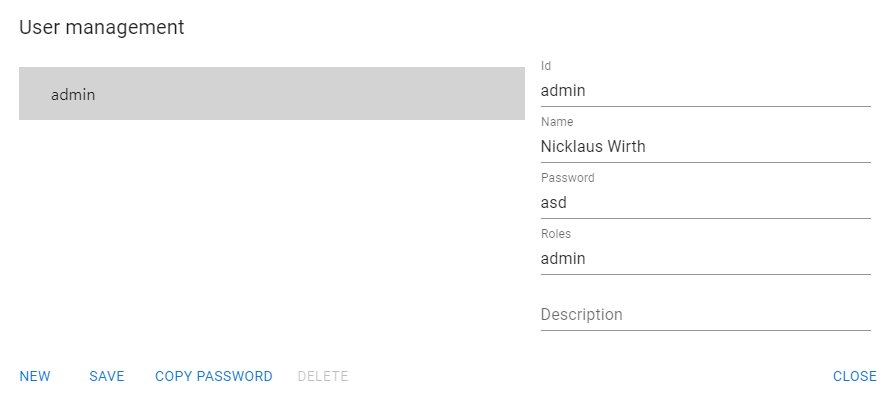 User management
admin
Id
admin
Name
Nicklaus Wirth
Password
asd
Roles
admin
Description
NEW SAVE COPY PASSWORD DELETE CLOSE